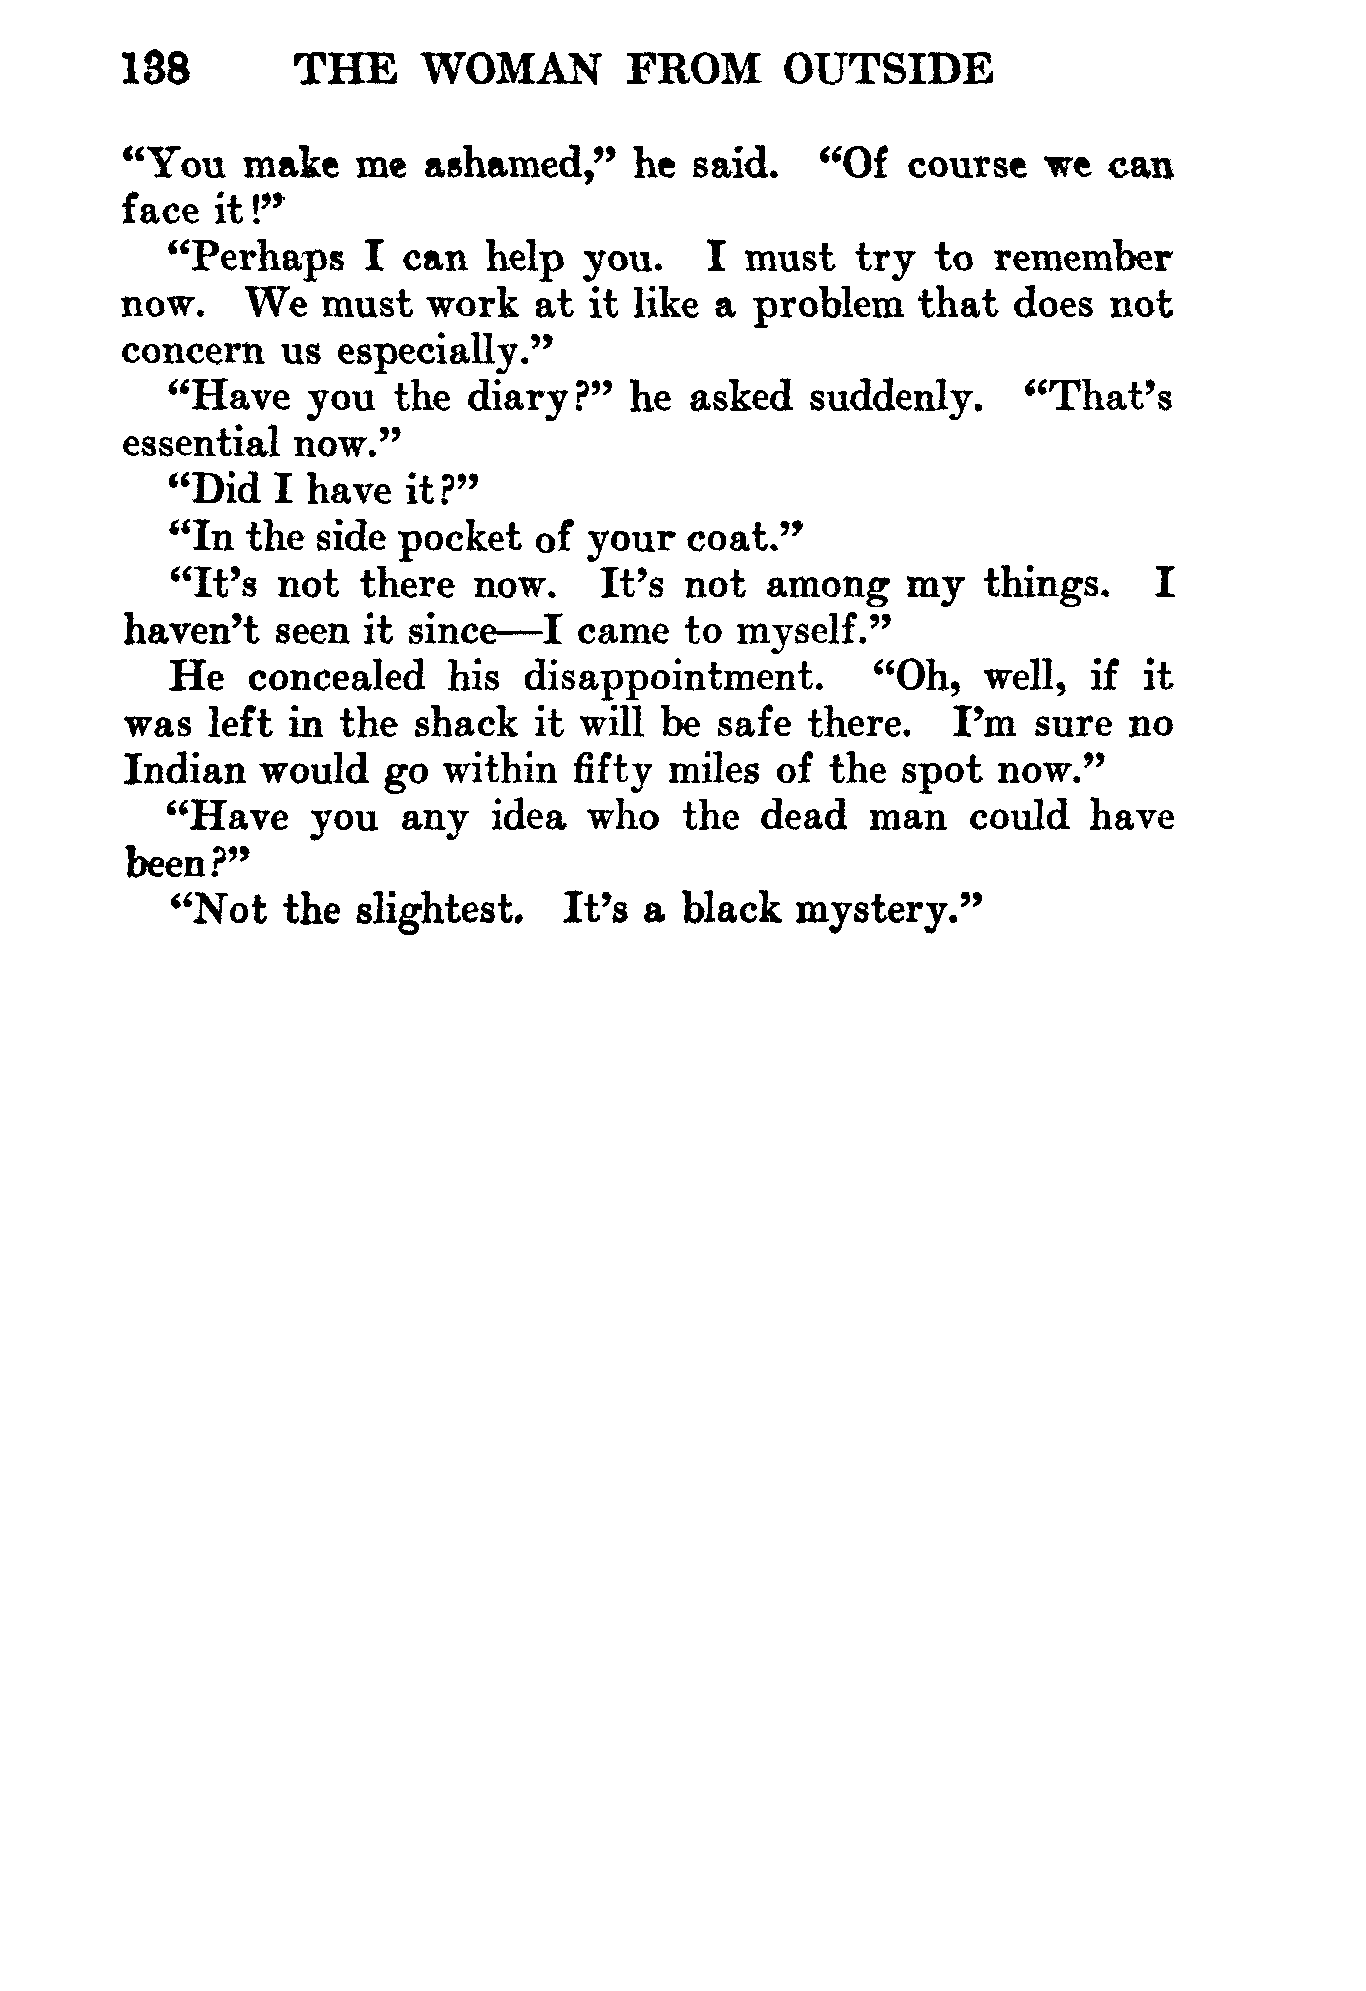 138 THE WOMAN FROM OUTSIDE
“You make me ashamed,” he said. “Of course we can
face it!”
“Perhaps I can help you. I must try to remember
now. We must work at it like a problem that does not
concern us especially.”
“Have you the diary?” he asked suddenly. “That’s
essential now.”
“Did I have it?”
“In the side pocket of your coat.”
“It’s not there now. It’s not among my things. I
haven’t seen it since—I came to myself.”
He concealed his disappointment. “Oh, well, if it
was left in the shack it will be safe there. I’m sure no
Indian would go within fifty miles of the spot now.”
“Have you any idea who the dead man could have
been?”
“Not the slightest. It’s a black mystery.”